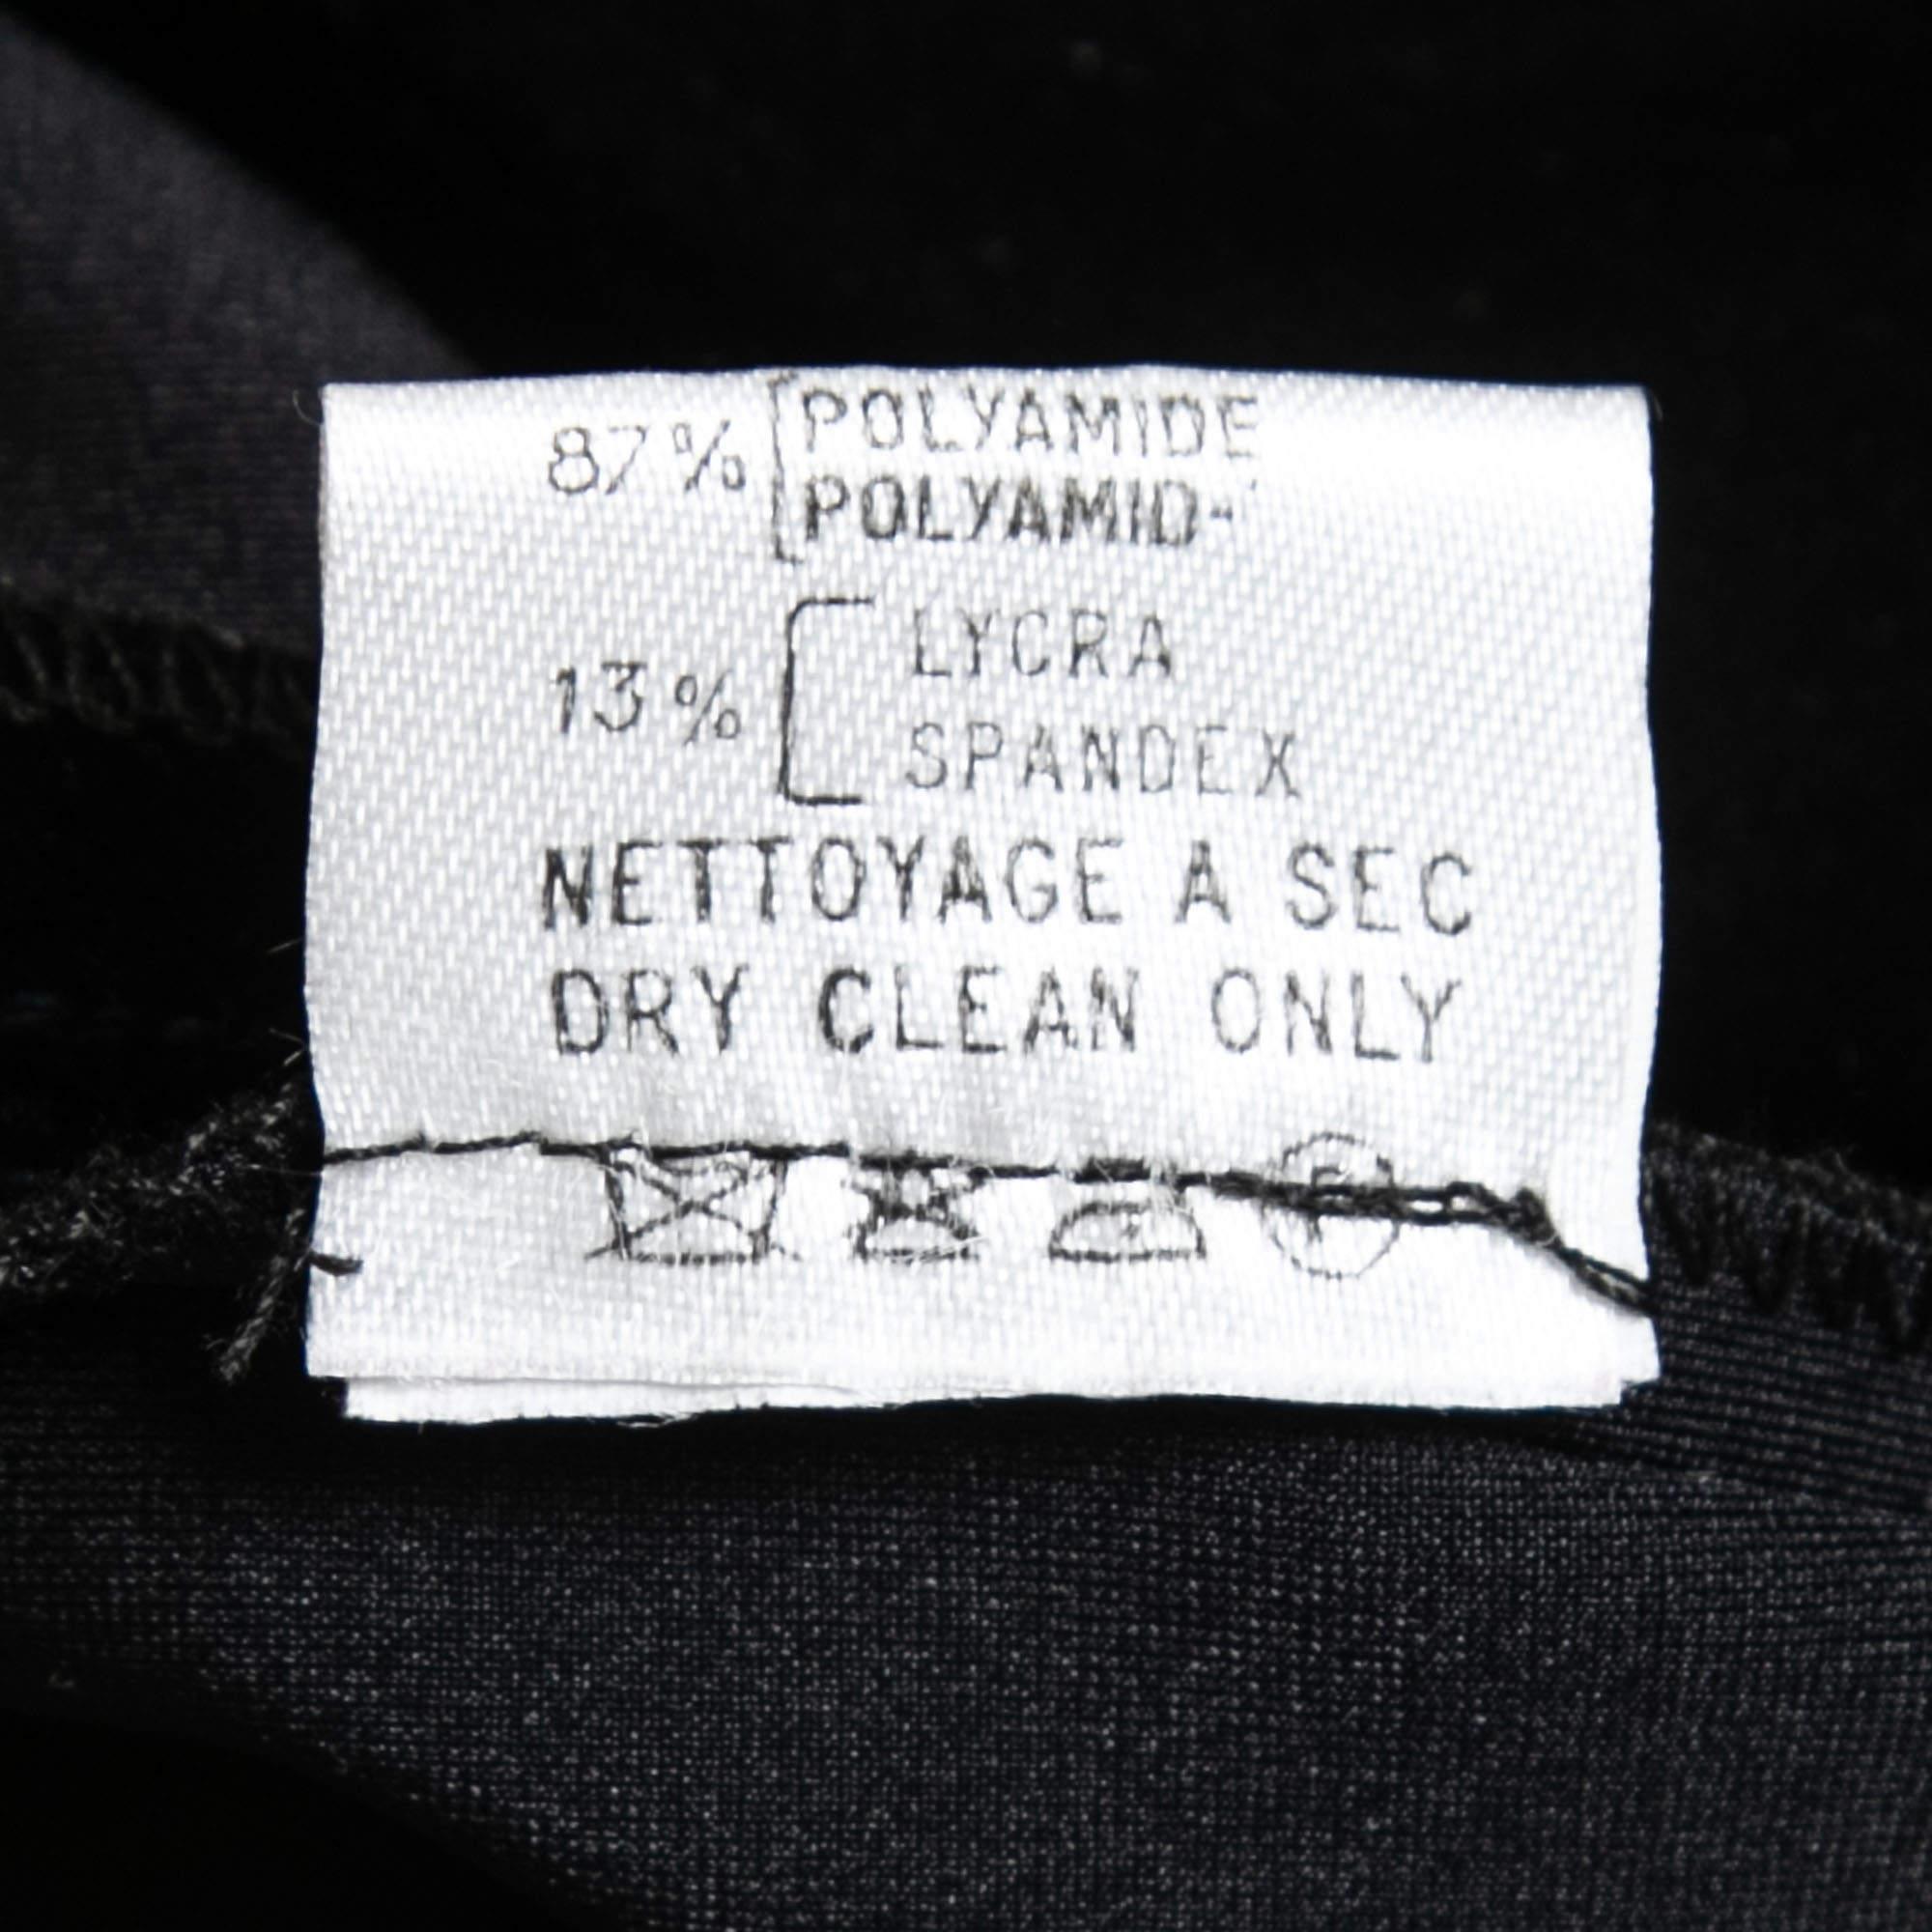 87% POLYAMIDE
POLYAMID-
13% LYCRA
SPANDEX
NETTOYAGE A SEC
DRY CLEAN ONLY